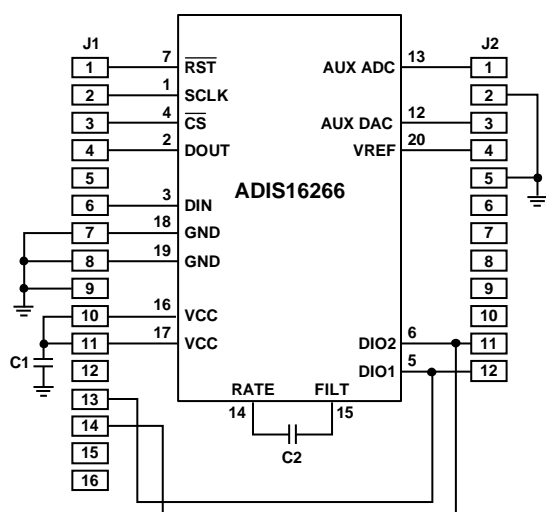 J1 7 13 J2
1 RST AUX ADC 1
1
2 SCLK 2
4 12
3 CS AUX DAC 3
2 20
4 DOUT VREF 4
5 ADIS16266 5
3
6 DIN 6
18
7 GND 7
19
8 GND 8
9 9
16
10 VCC 10
17 6
11 VCC DIO2 11
C1 5
12 DIO1 12
13 RATE FILT
14 14 15
C2
15
16